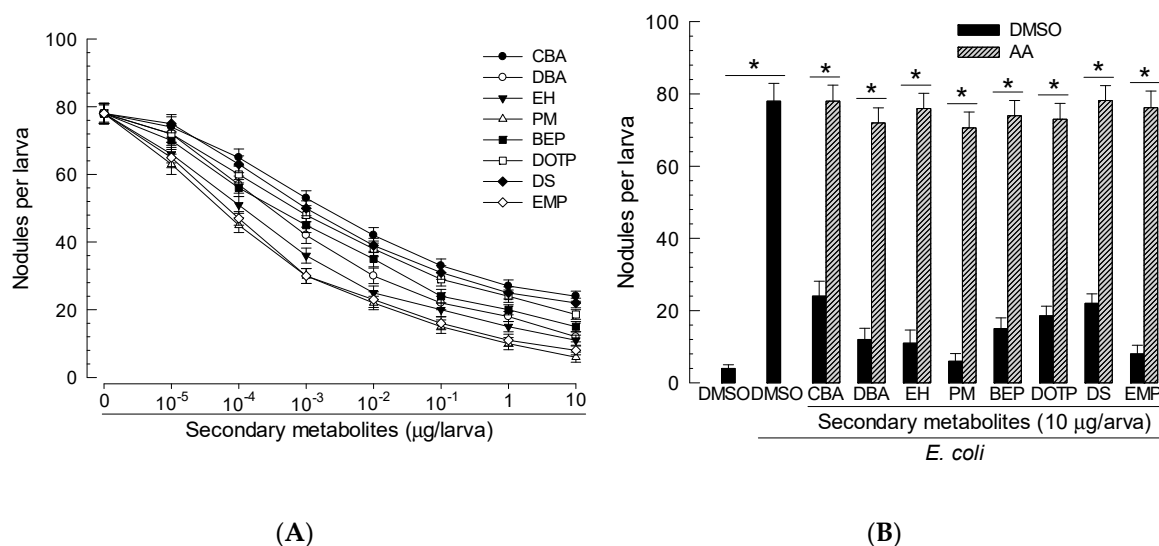 100
80
60
40
20
0
Nodules per larva
CBA
DBA
EH
PM
BEP
DOTP
DS
EMP
0 10-5 10-4 10-3 10-2 10-1 1 10
Secondary metabolites (μg/larva)
(A)
100
80
60
40
20
0
Nodules per larva
DMSO
AA
* * * * * * * * *
DMSO DMSO CBA DBA EH PM BEP DOTP DS EMP
Secondary metabolites (10 μg/arva)
E. coli
(B)